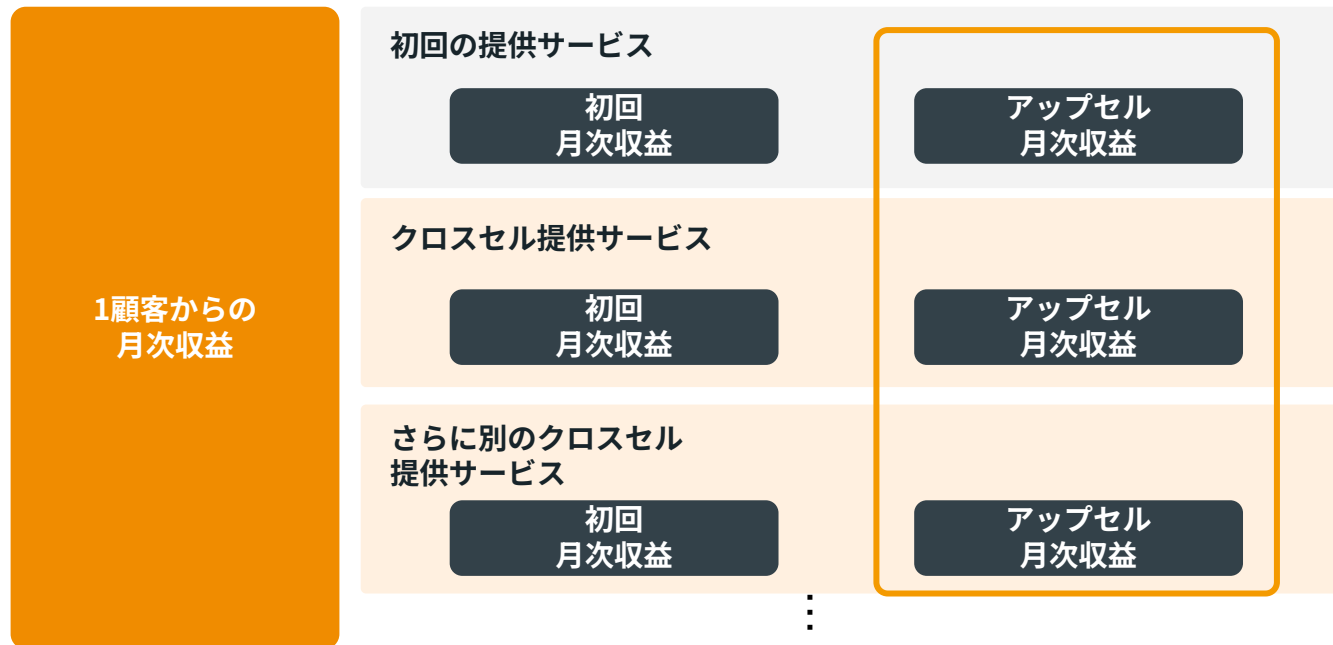 1顧客からの
月次収益
初回の提供サービス
初回
月次収益
アップセル
月次収益
クロスセル提供サービス
初回
月次収益
アップセル
月次収益
さらに別のクロスセル
提供サービス
初回
月次収益
アップセル
月次収益
⋮